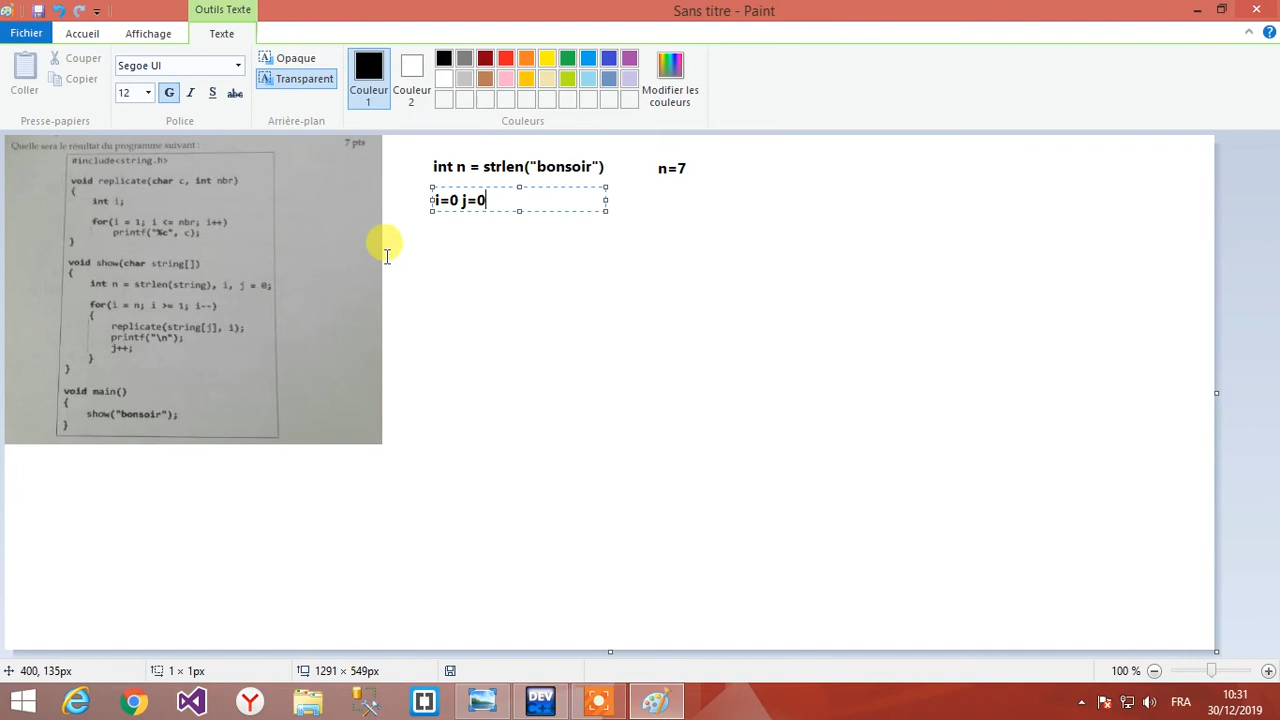 Outils Texte
Sans titre - Paint
Fichier
Accueil
Affichage
Texte
Coller
Couper
Copier
Presse-papiers
Segoe UI
12
G I S abc
Police
A Opaque
A Transparent
Arrière-plan
Couleur 1
Couleur 2
Modifier les couleurs
Couleurs
Quelle sera le résultat du programme suivant : 7 pts
#include<string.h>
void replicate(char c, int nbr)
{
int i;
for(i = 1; i <= nbr; i++)
printf("%c", c);
}
void show(char string[])
{
int n = strlen(string), i, j = 0;
for(i = n; i >= 1; i--)
{
replicate(string[j], i);
printf("\n");
j++;
}
}
void main()
{
show("bonsoir");
}
int n = strlen("bonsoir") n=7
i=0 j=0
400, 135px
1 × 1px
1291 × 549px
100 %
DEV
FRA
10:31
30/12/2019